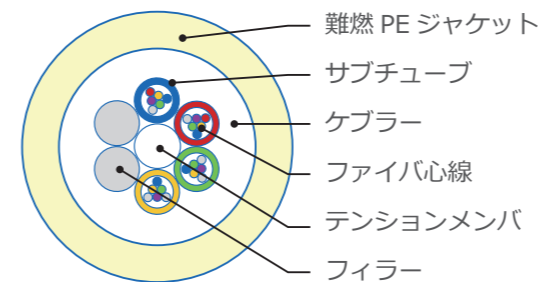 難燃 PE ジャケット
サブチューブ
ケブラー
ファイバ心線
テンションメンバ
フィラー